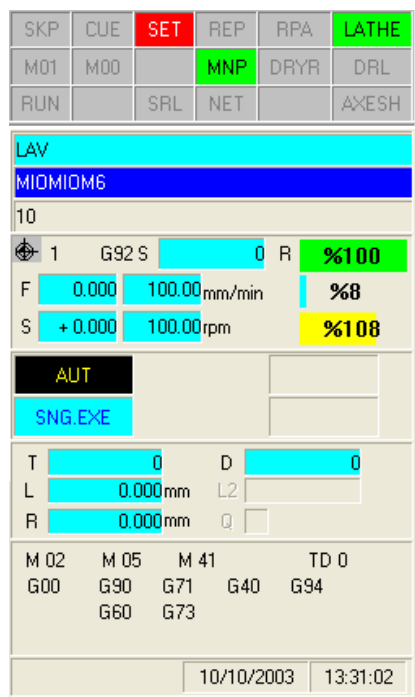 SKP CUE SET REP RPA LATHE
M01 M00 MNP DRYR DRL
RUN SRL NET AXESH
LAV
MIOMIOM6
10
1 G92 S 0 R %100
F 0.000 100.00 mm/min %8
S + 0.000 100.00 rpm %108
AUT
SNG.EXE
T 0 D 0
L 0.000 mm L2
R 0.000 mm Q
M 02 M 05 M 41 TD 0
G00 G90 G71 G40 G94
G60 G73
10/10/2003 13:31:02